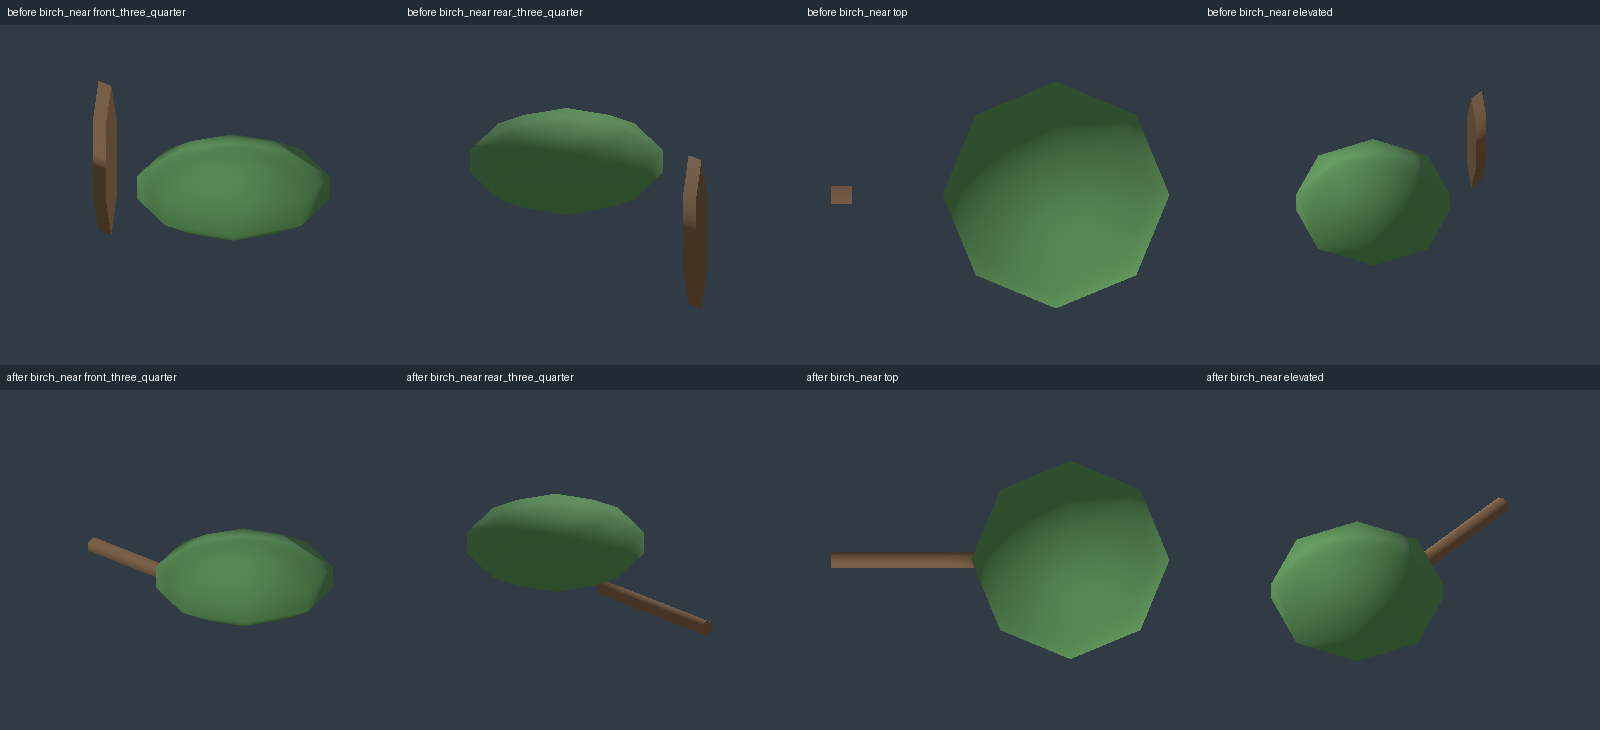 before birch_near front_three_quarter
before birch_near rear_three_quarter
before birch_near top
before birch_near elevated
after birch_near front_three_quarter
after birch_near rear_three_quarter
after birch_near top
after birch_near elevated